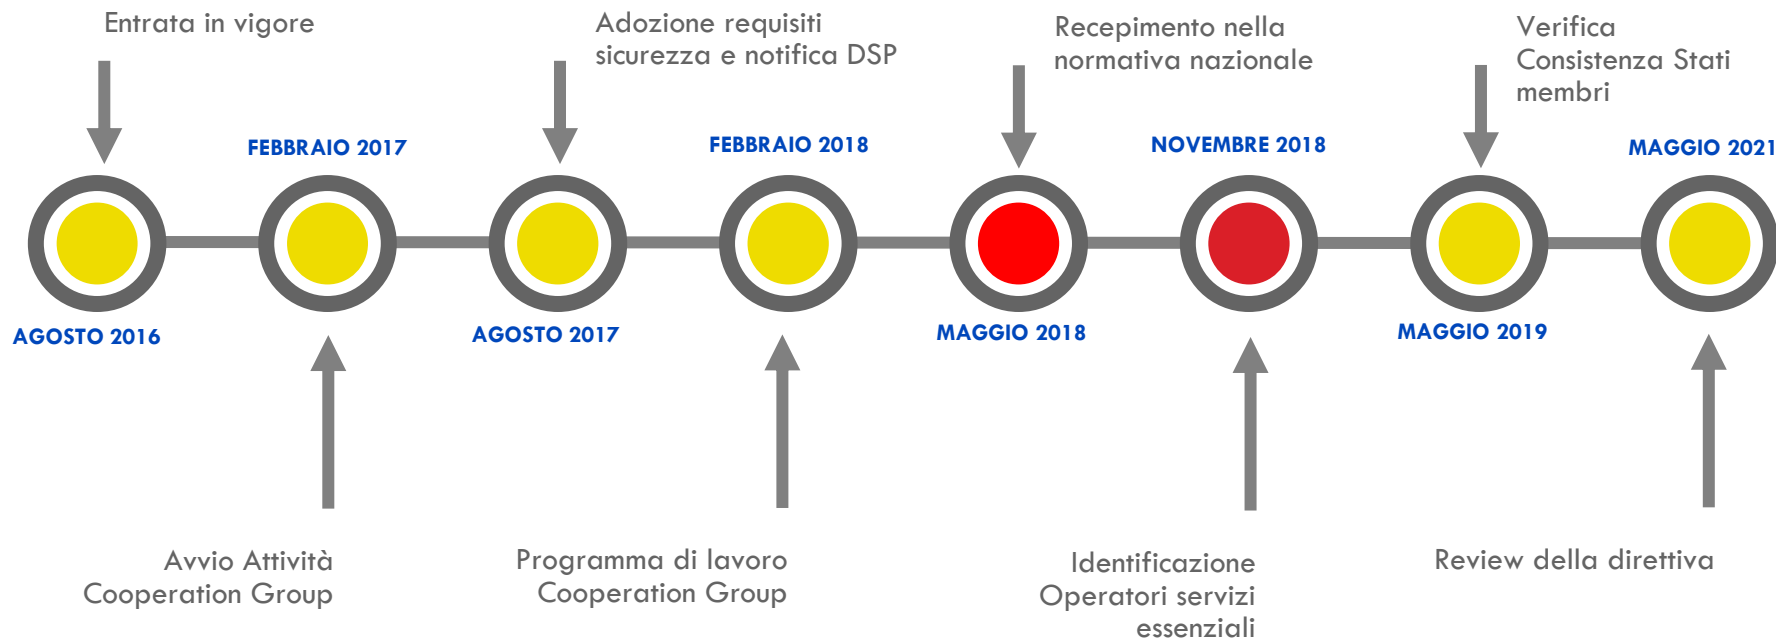 Entrata in vigore
Adozione requisiti
sicurezza e notifica DSP
Recepimento nella
normativa nazionale
Verifica
Consistenza Stati
membri
FEBBRAIO 2017
FEBBRAIO 2018
NOVEMBRE 2018
MAGGIO 2021
AGOSTO 2016
AGOSTO 2017
MAGGIO 2018
MAGGIO 2019
Avvio Attività
Cooperation Group
Programma di lavoro
Cooperation Group
Identificazione
Operatori servizi
essenziali
Review della direttiva